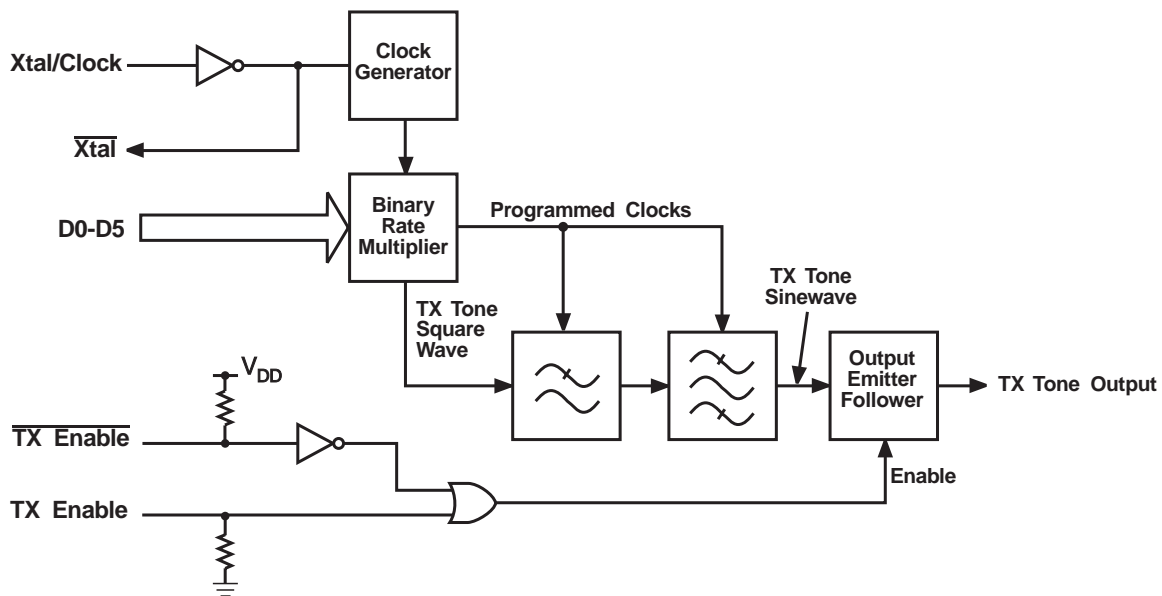 Xtal/Clock
Clock
Generator
Xtal
D0-D5
Binary
Rate
Multiplier
Programmed Clocks
TX Tone
Square
Wave
TX Tone
Sinewave
Output
Emitter
Follower
TX Tone Output
VDD
TX Enable
Enable
TX Enable